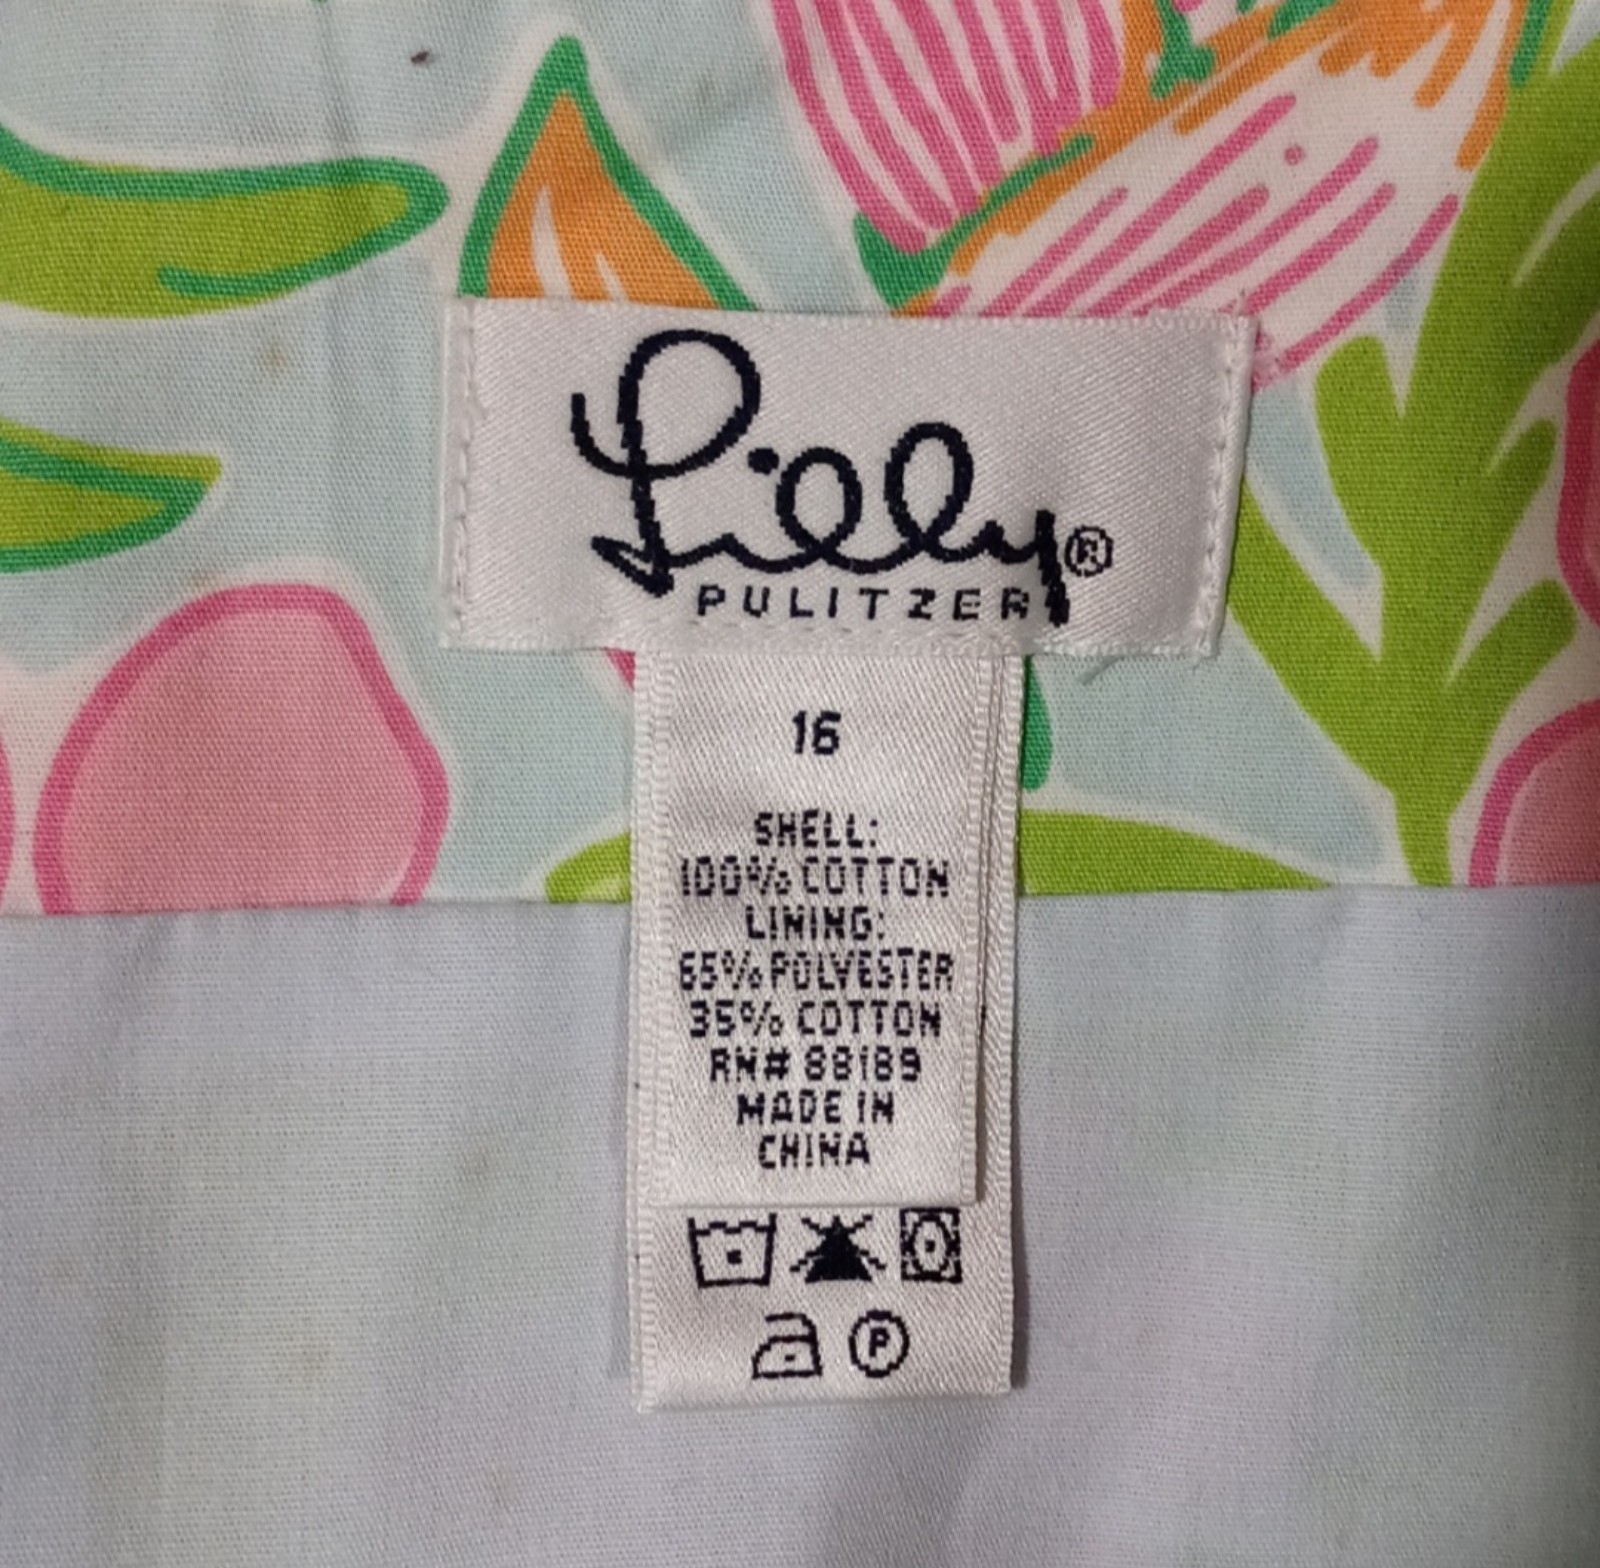 Lilly®
PULITZER
16
SHELL:
100% COTTON
LINING:
65% POLYESTER
35% COTTON
RN# 88189
MADE IN
CHINA
P